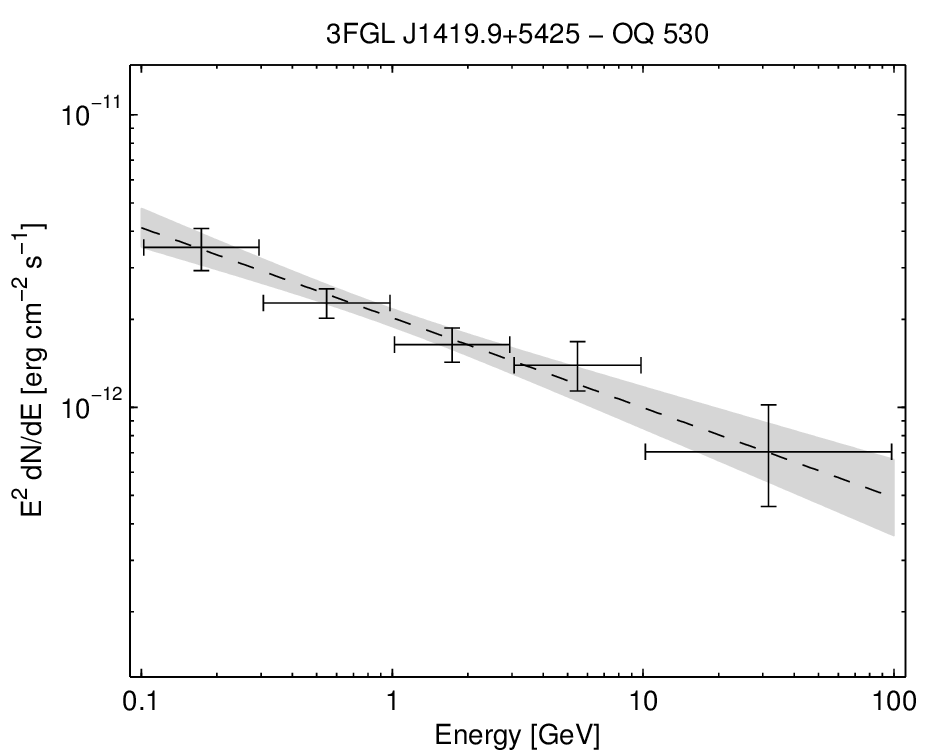 3FGL J1419.9+5425 – OQ 530
10⁻¹¹
10⁻¹²
E² dN/dE [erg cm⁻² s⁻¹]
0.1 1 10 100
Energy [GeV]